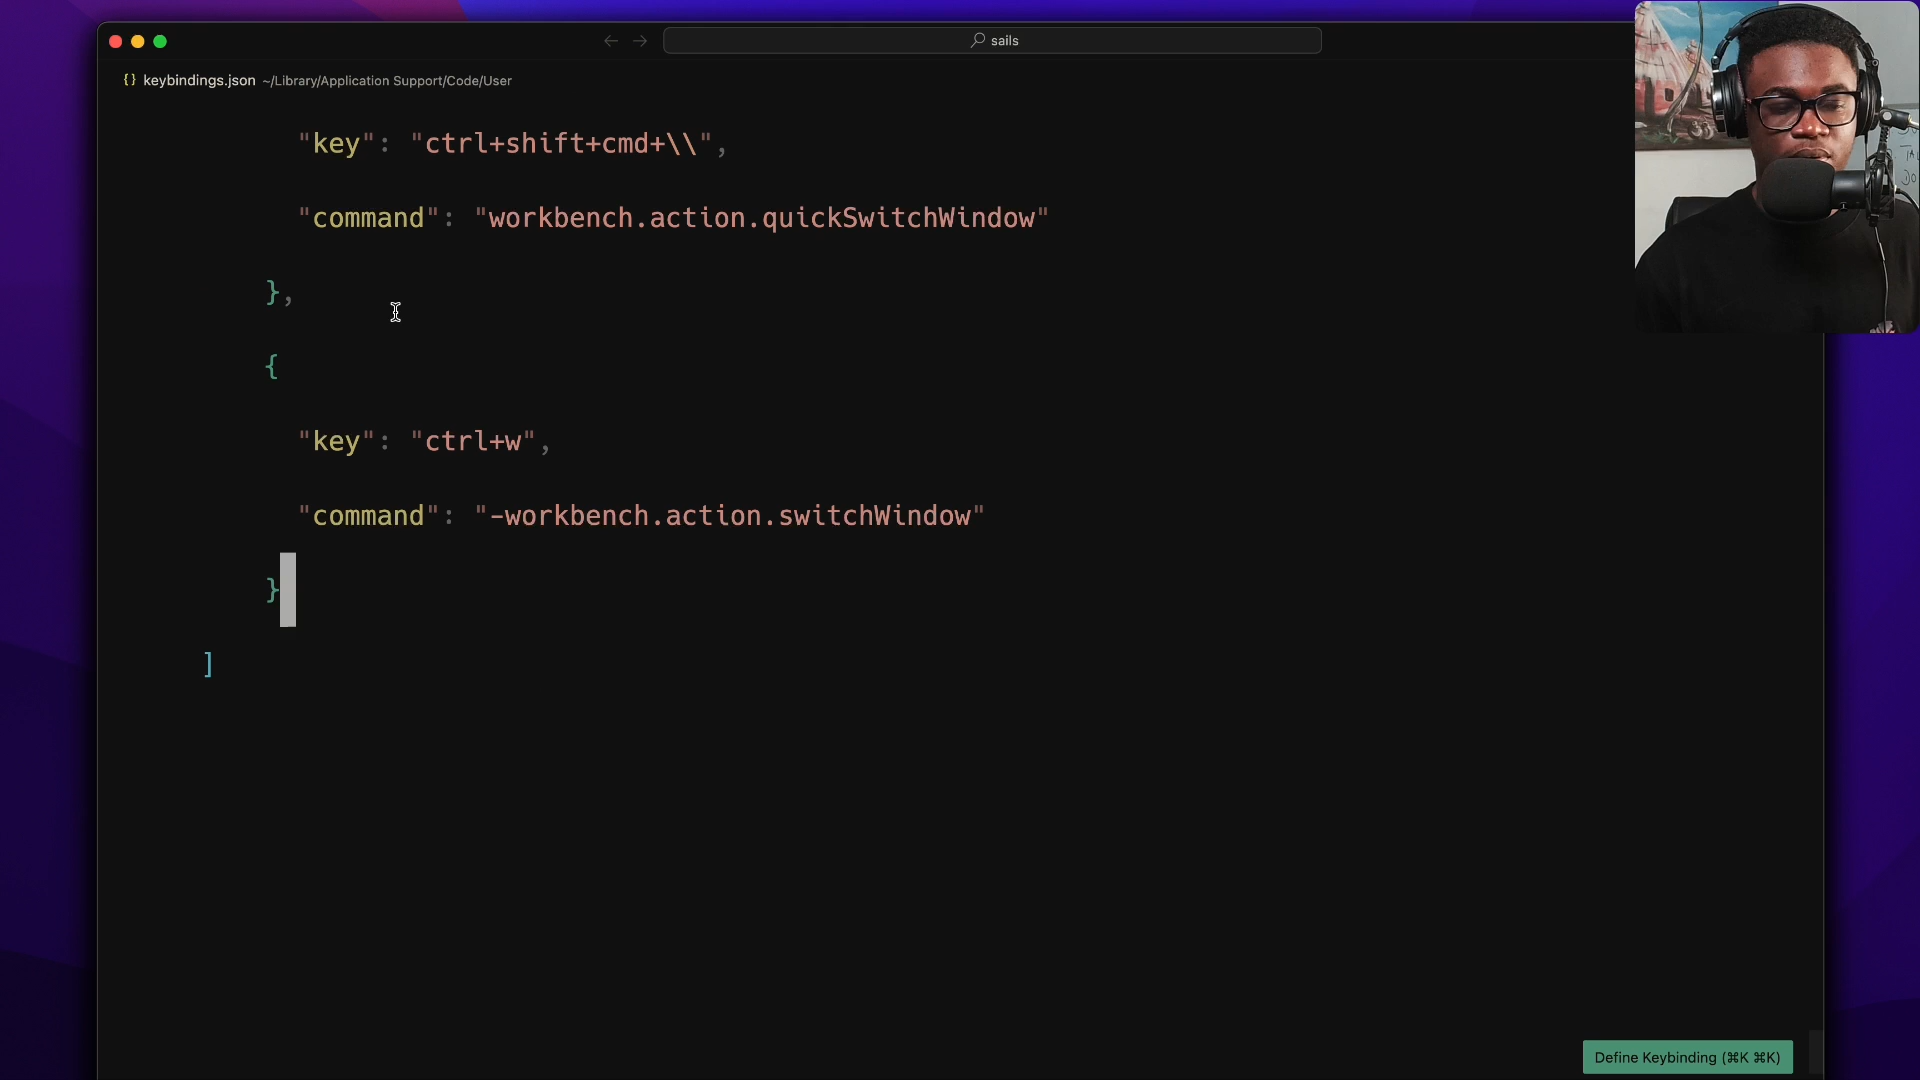 sails
{} keybindings.json ~/Library/Application Support/Code/User
"key": "ctrl+shift+cmd+\\",
"command": "workbench.action.quickSwitchWindow"
},
{
"key": "ctrl+w",
"command": "-workbench.action.switchWindow"
}
]
Define Keybinding (⌘K ⌘K)